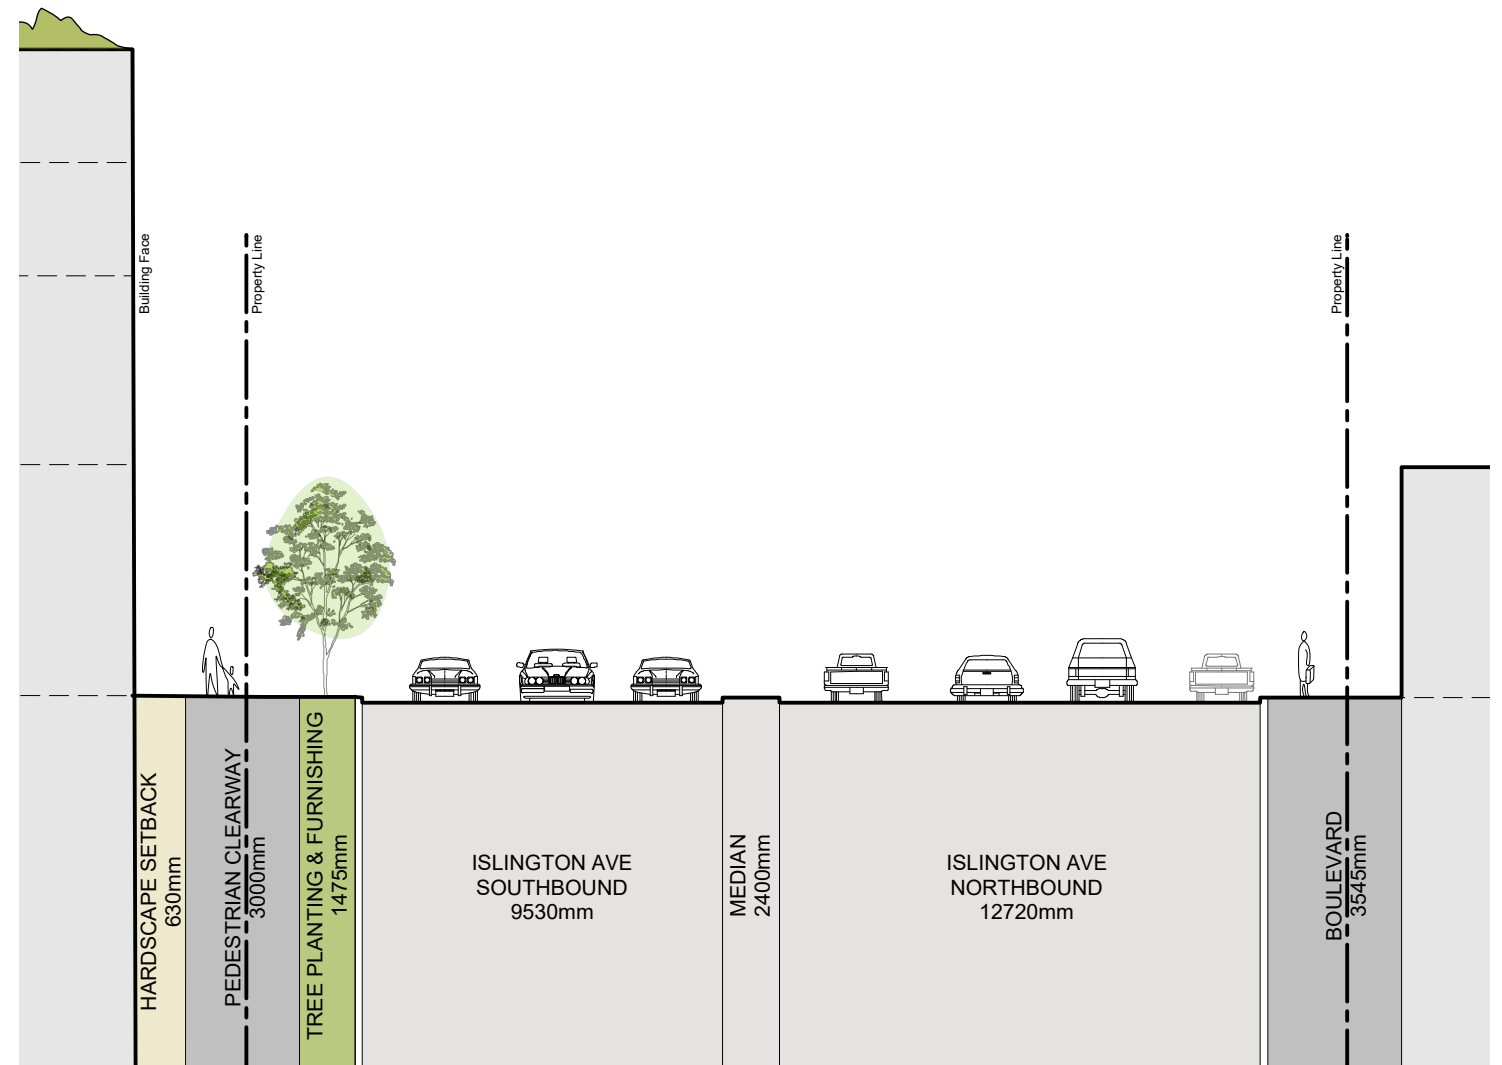 Building Face
Property Line
Property Line
HARDSCAPE SETBACK
630mm
PEDESTRIAN CLEARWAY
3000mm
TREE PLANTING & FURNISHING
1475mm
ISLINGTON AVE
SOUTHBOUND
9530mm
MEDIAN
2400mm
ISLINGTON AVE
NORTHBOUND
12720mm
BOULEVARD
3545mm